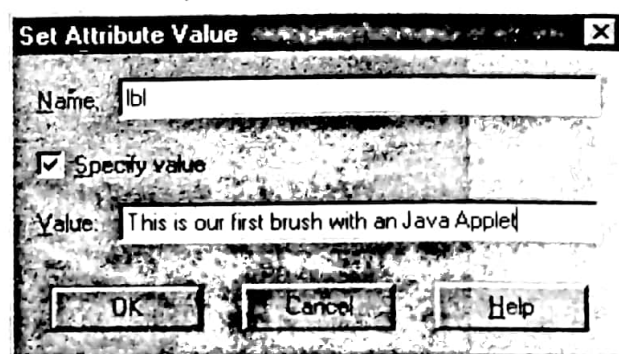 Set Attribute Value
Name: lbl
Specify value
Value: This is our first brush with an Java Applet
OK Cancel Help